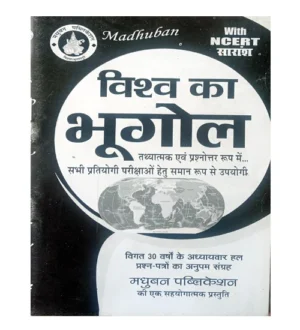 Madhuban
With
NCERT
सारांश
विश्व का
भूगोल
तथ्यात्मक एवं प्रश्नोत्तर रूप में...
सभी प्रतियोगी परीक्षाओं हेतु समान रूप से उपयोगी
विगत 30 वर्षों के अध्यायवार हल
प्रश्न-पत्रों का अनुपम संग्रह
मधुबन पब्लिकेशन
की एक सहयोगात्मक प्रस्तुति